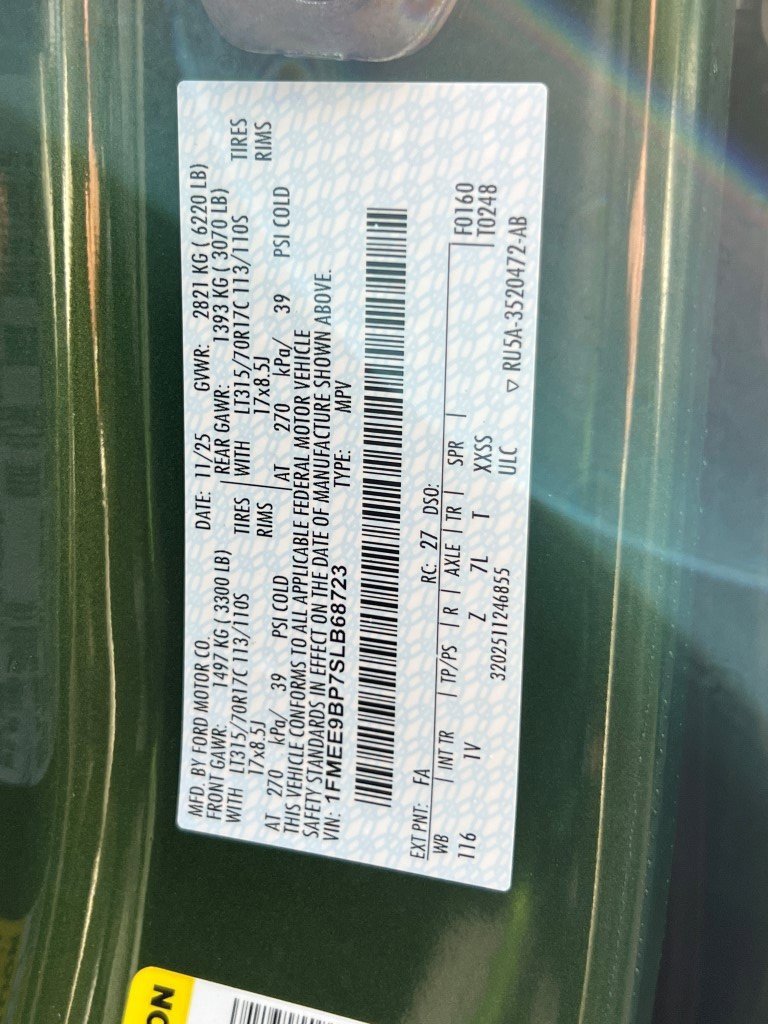 MFD. BY FORD MOTOR CO.
DATE: 11/25 GVWR: 2821 KG ( 6220 LB)
FRONT GAWR: 1497 KG ( 3300 LB) REAR GAWR: 1393 KG ( 3070 LB)
WITH LT315/70R17C 113/110S TIRES WITH LT315/70R17C 113/110S TIRES
17x8.5J RIMS 17x8.5J RIMS
AT 270 kPa/ 39 PSI COLD AT 270 kPa/ 39 PSI COLD
THIS VEHICLE CONFORMS TO ALL APPLICABLE FEDERAL MOTOR VEHICLE
SAFETY STANDARDS IN EFFECT ON THE DATE OF MANUFACTURE SHOWN ABOVE.
VIN: 1FMEE9BP7SLB68723 TYPE: MPV
EXT PNT: FA RC: 27 DSO: F0160
WB INT TR TP/PS R AXLE TR SPR T0248
116 1V Z 7L T XXSS
3202511246855 ULC ▽ RU5A-3520472-AB
ON